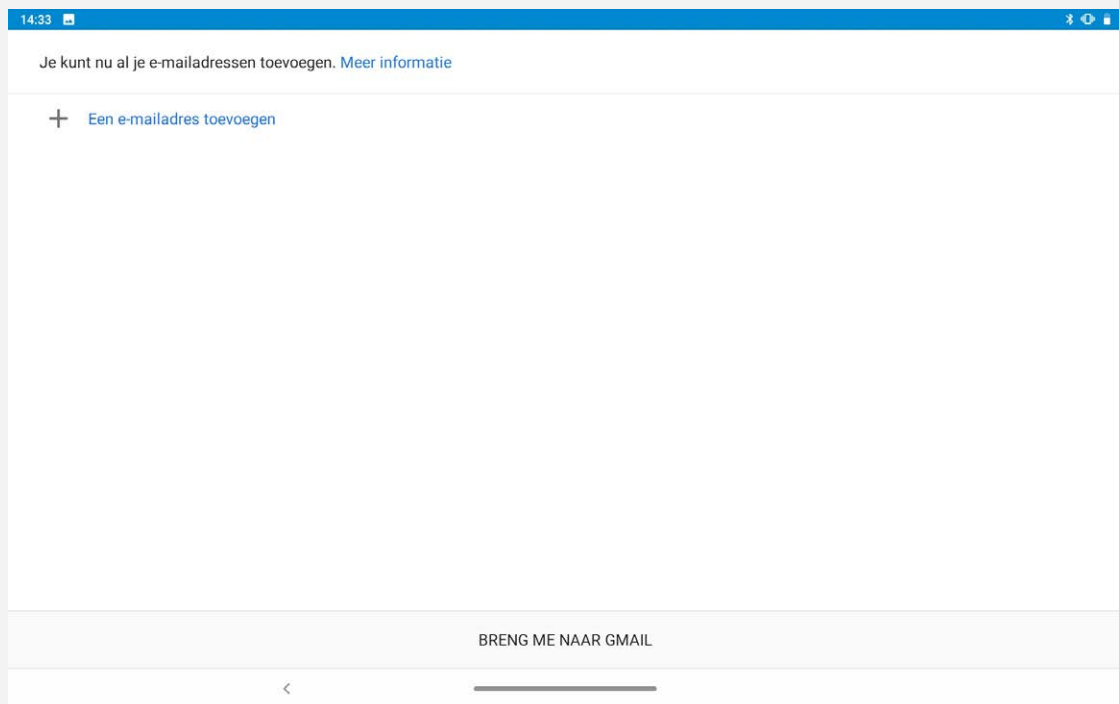 14:33
Je kunt nu al je e-mailadressen toevoegen. Meer informatie
Een e-mailadres toevoegen
BRENG ME NAAR GMAIL